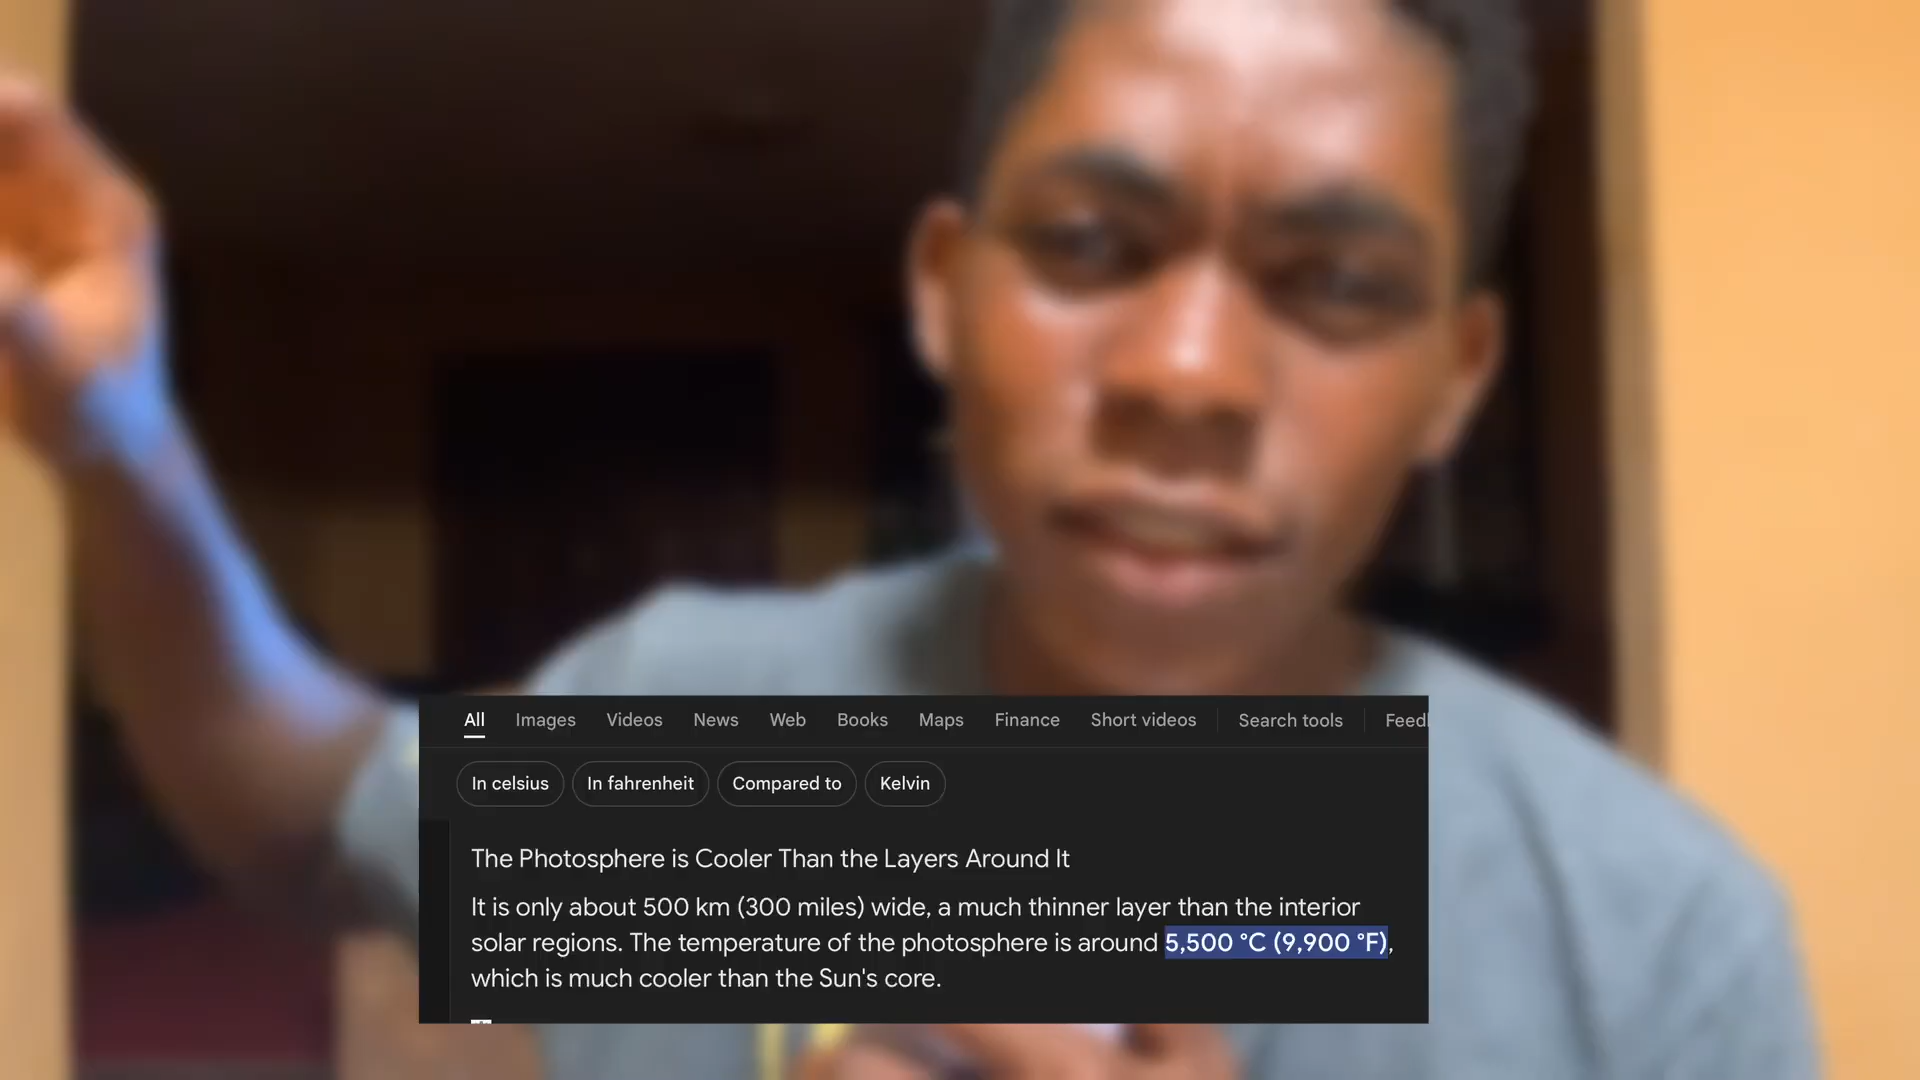 All Images Videos News Web Books Maps Finance Short videos Search tools
In celsius In fahrenheit Compared to Kelvin
The Photosphere is Cooler Than the Layers Around It
It is only about 500 km (300 miles) wide, a much thinner layer than the interior
solar regions. The temperature of the photosphere is around 5,500 °C (9,900 °F),
which is much cooler than the Sun's core.